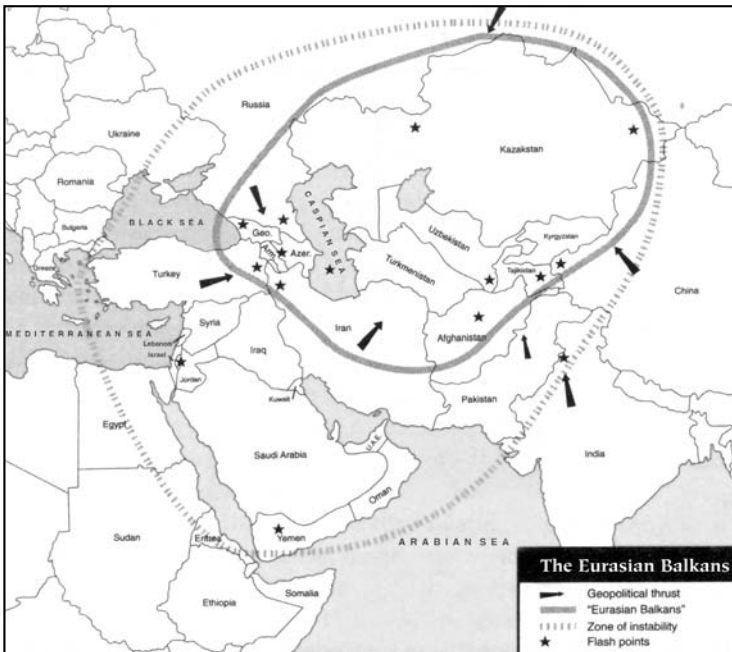 Russia
Ukraine
Kazakstan
Romania
CASPIAN SEA
BLACK SEA
Bulgaria
Geo.
Uzbekistan
Kyrgyzstan
Arm.
Azer.
Greece
Turkey
Turkmenistan
Tajikistan
China
MEDITERRANEAN SEA
Syria
Iran
Afghanistan
Lebanon
Israel
Iraq
Jordan
Kuwait
Pakistan
Egypt
U.A.E.
India
Saudi Arabia
Oman
Sudan
Eritrea
Yemen
ARABIAN SEA
Ethiopia
Somalia
The Eurasian Balkans
Geopolitical thrust
"Eurasian Balkans"
Zone of instability
Flash points